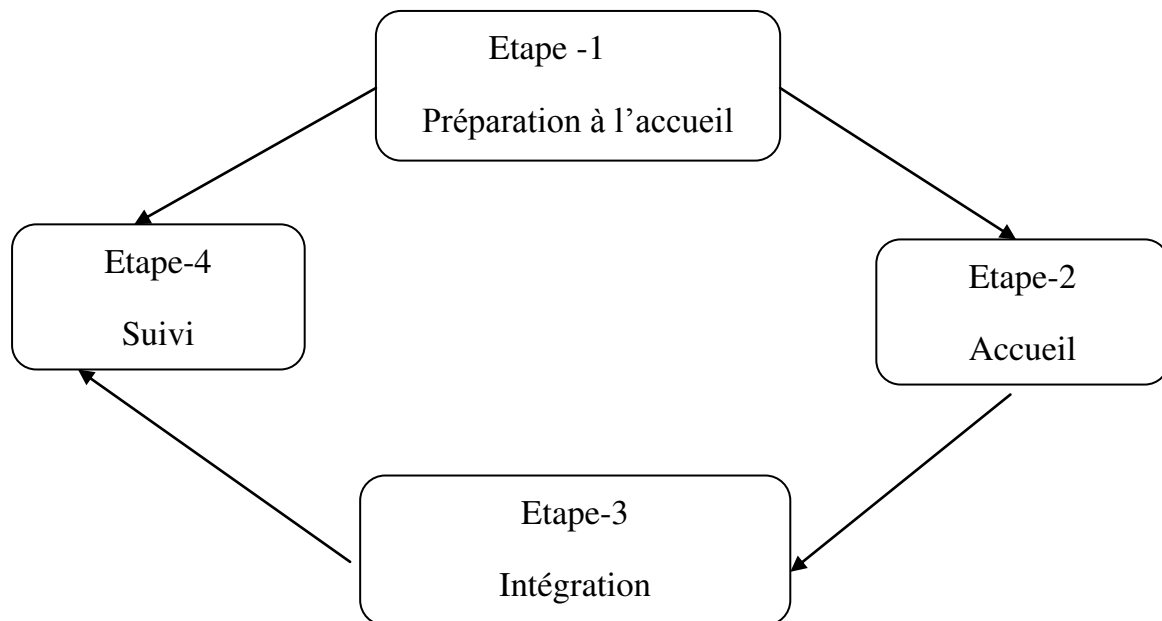 Etape -1
Préparation à l’accueil
Etape-2
Accueil
Etape-3
Intégration
Etape-4
Suivi